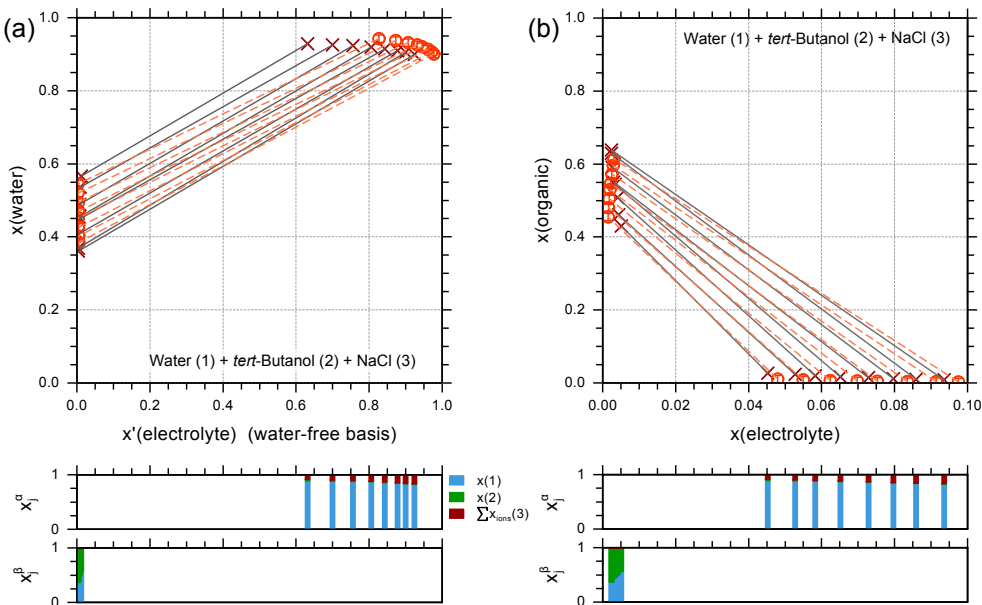 (a)
1.0
0.8
0.6
0.4
0.2
0.0
x(water)
Water (1) + tert-Butanol (2) + NaCl (3)
0.0 0.2 0.4 0.6 0.8 1.0
x'(electrolyte) (water-free basis)
(b)
1.0
0.8
0.6
0.4
0.2
0.0
x(organic)
Water (1) + tert-Butanol (2) + NaCl (3)
0.00 0.02 0.04 0.06 0.08 0.10
x(electrolyte)
1
0
xjα
x(1)
x(2)
∑xions(3)
1
0
xjα
1
0
xjβ
1
0
xjβ